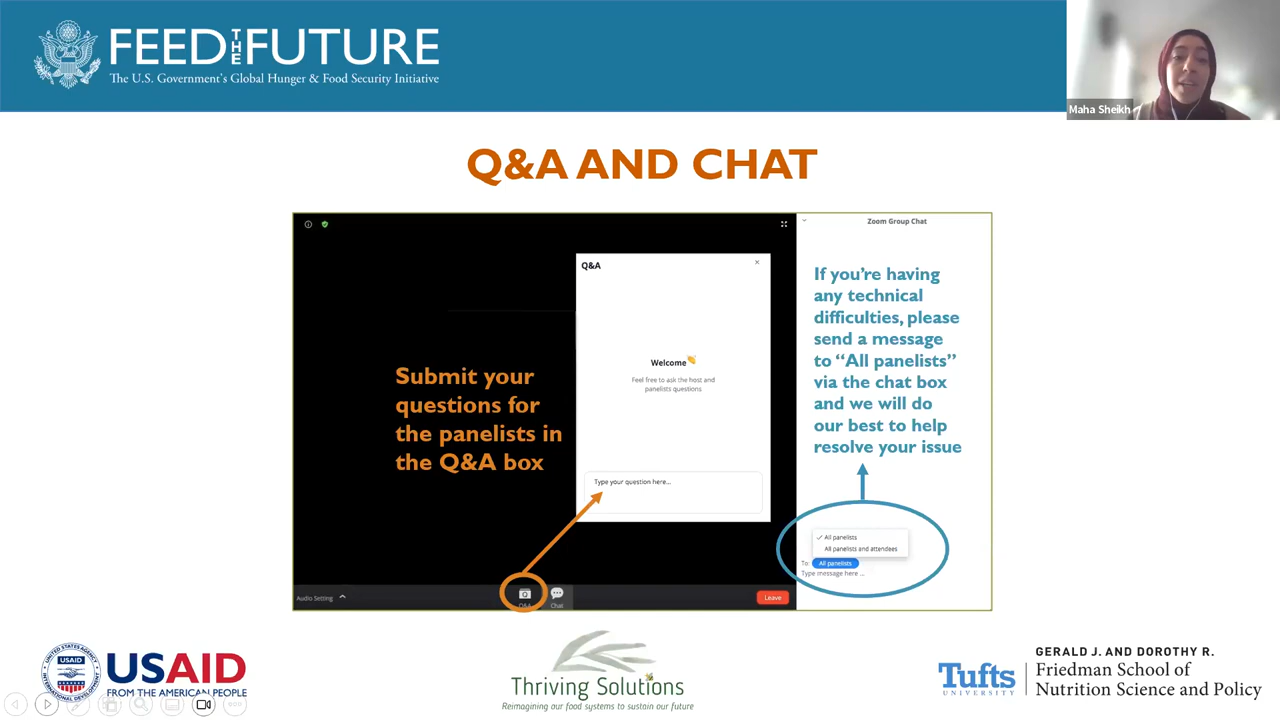 FEED THE FUTURE
The U.S. Government's Global Hunger & Food Security Initiative
Maha Sheikh
Q&A AND CHAT
Zoom Group Chat
Q&A
Welcome
Feel free to ask the host and
panelists questions
Type your question here...
Submit your
questions for
the panelists in
the Q&A box
If you're having
any technical
difficulties, please
send a message
to “All panelists”
via the chat box
and we will do
our best to help
resolve your issue
All panelists
All panelists and attendees
To: All panelists
Type message here ...
Audio Setting
Q&A
Chat
Leave
USAID
USAID
FROM THE AMERICAN PEOPLE
Thriving Solutions
Reimagining our food systems to sustain our future
Tufts
UNIVERSITY
GERALD J. AND DOROTHY R.
Friedman School of
Nutrition Science and Policy